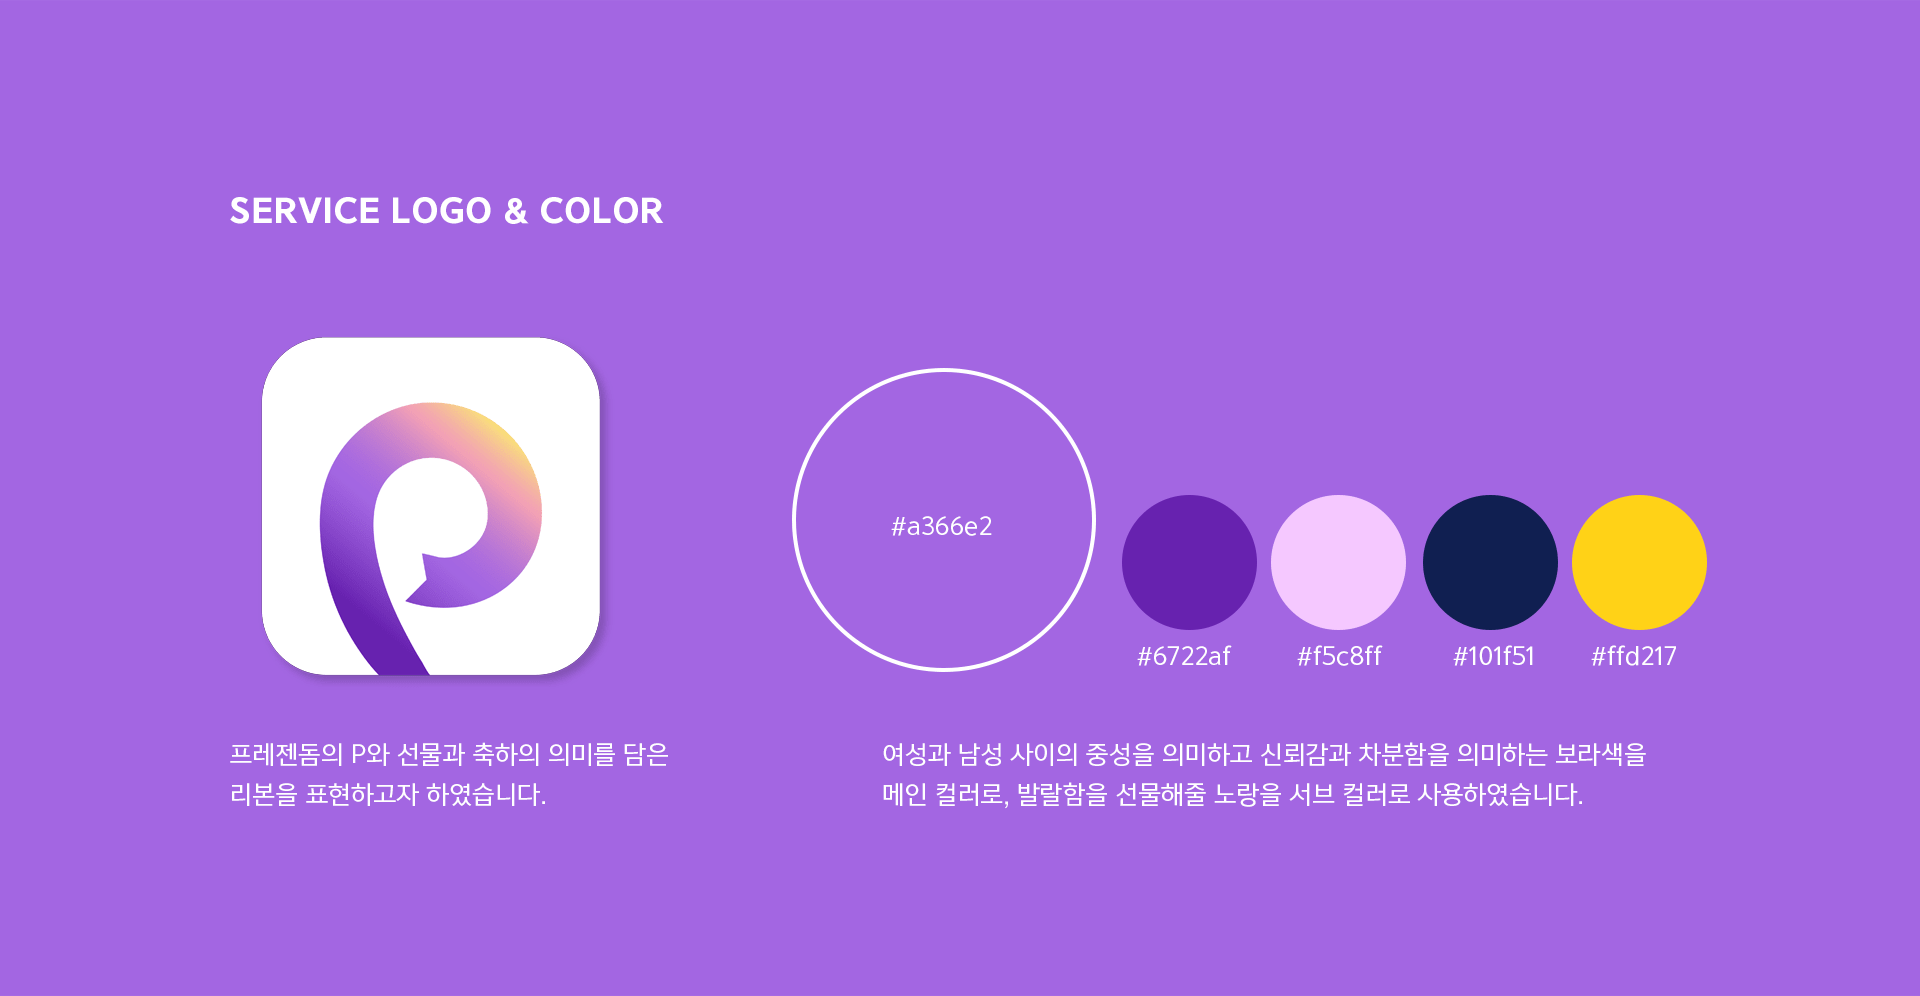 SERVICE LOGO & COLOR
#a366e2
#6722af
#f5c8ff
#101f51
#ffd217
프레젠돔의 P와 선물과 축하의 의미를 담은
리본을 표현하고자 하였습니다.
여성과 남성 사이의 중성을 의미하고 신뢰감과 차분함을 의미하는 보라색을
메인 컬러로, 발랄함을 선물해줄 노랑을 서브 컬러로 사용하였습니다.